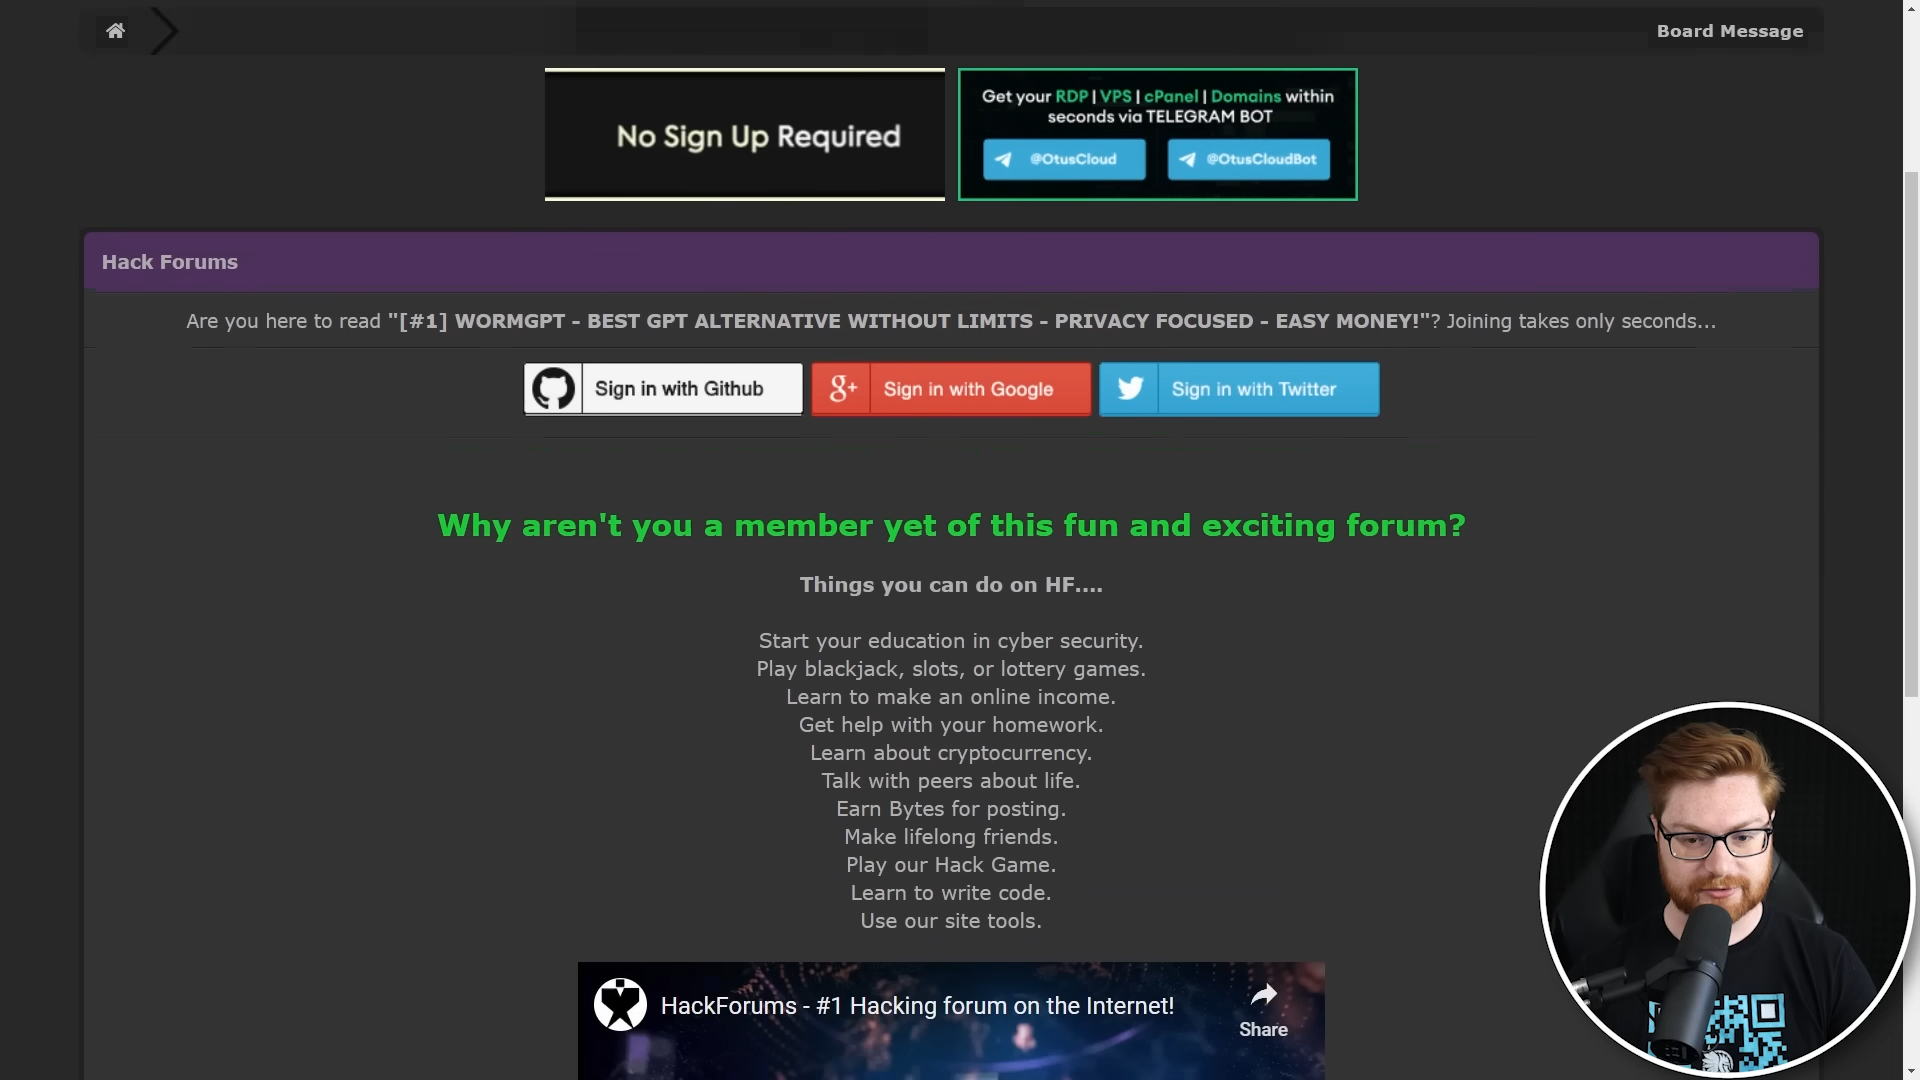 Board Message
No Sign Up Required
Get your RDP | VPS | cPanel | Domains within
seconds via TELEGRAM BOT
@OtusCloud
@OtusCloudBot
Hack Forums
Are you here to read "[#1] WORMGPT - BEST GPT ALTERNATIVE WITHOUT LIMITS - PRIVACY FOCUSED - EASY MONEY!"? Joining takes only seconds...
Sign in with Github
g+ Sign in with Google
Sign in with Twitter
Why aren't you a member yet of this fun and exciting forum?
Things you can do on HF....
Start your education in cyber security.
Play blackjack, slots, or lottery games.
Learn to make an online income.
Get help with your homework.
Learn about cryptocurrency.
Talk with peers about life.
Earn Bytes for posting.
Make lifelong friends.
Play our Hack Game.
Learn to write code.
Use our site tools.
HackForums - #1 Hacking forum on the Internet!
Share